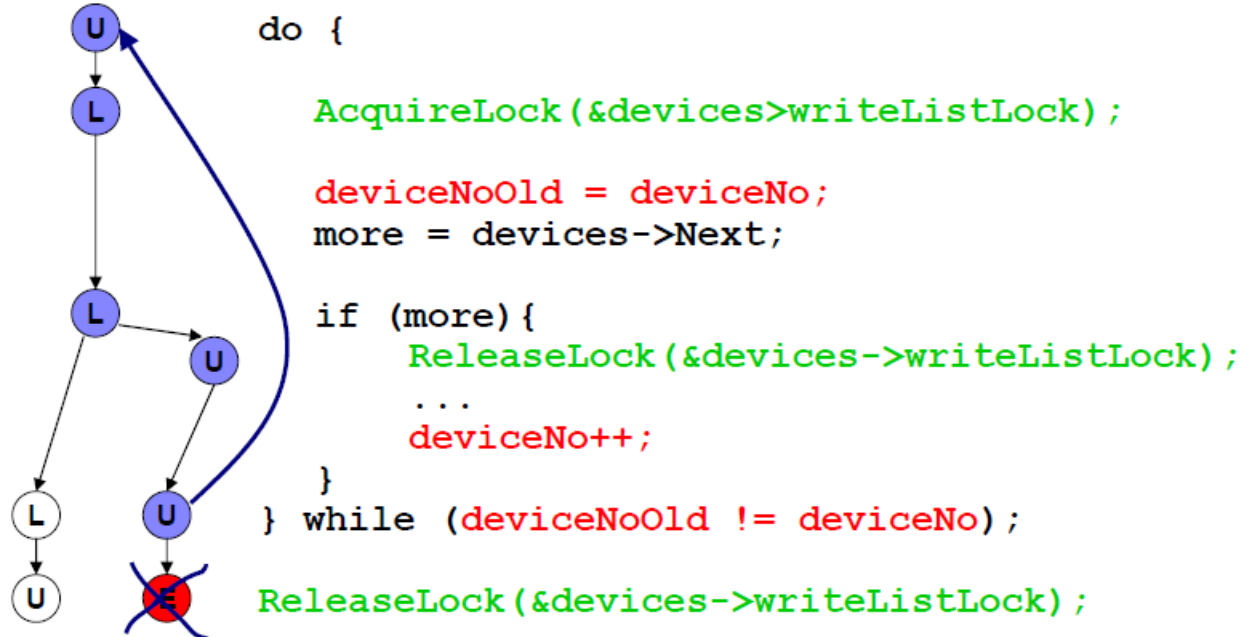 U do {
L AcquireLock(&devices>writeListLock);
deviceNoOld = deviceNo;
more = devices->Next;
L if (more){
U ReleaseLock(&devices->writeListLock);
...
deviceNo++;
}
L U } while (deviceNoOld != deviceNo);
U E ReleaseLock(&devices->writeListLock);